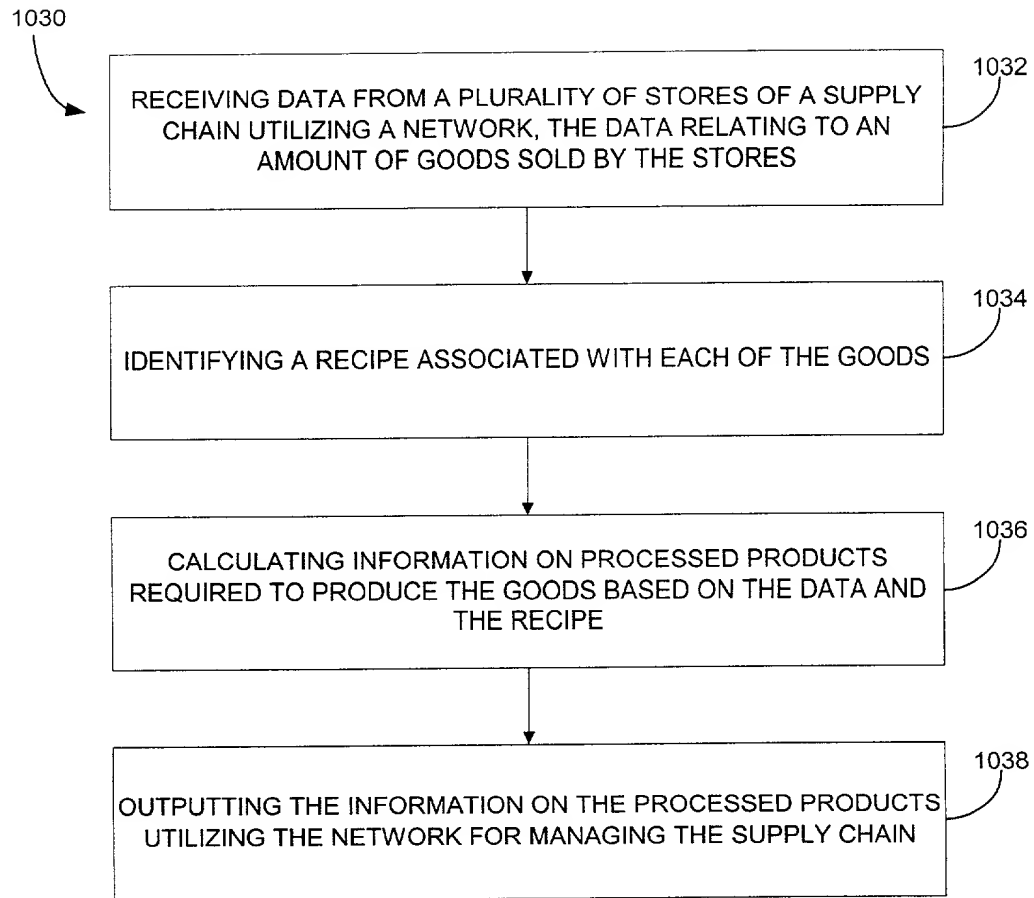 1030
1032
RECEIVING DATA FROM A PLURALITY OF STORES OF A SUPPLY
CHAIN UTILIZING A NETWORK, THE DATA RELATING TO AN
AMOUNT OF GOODS SOLD BY THE STORES
1034
IDENTIFYING A RECIPE ASSOCIATED WITH EACH OF THE GOODS
1036
CALCULATING INFORMATION ON PROCESSED PRODUCTS
REQUIRED TO PRODUCE THE GOODS BASED ON THE DATA AND
THE RECIPE
1038
OUTPUTTING THE INFORMATION ON THE PROCESSED PRODUCTS
UTILIZING THE NETWORK FOR MANAGING THE SUPPLY CHAIN